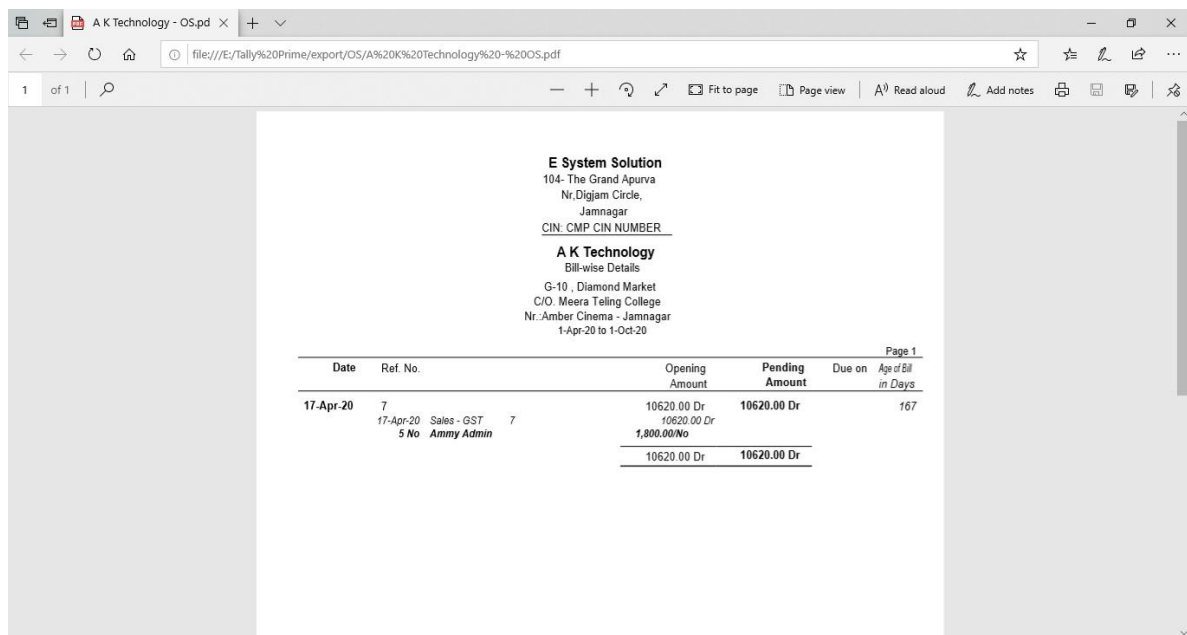 A K Technology - OS.pd
file:///E:/Tally%20Prime/export/OS/A%20K%20Technology%20-%20OS.pdf
1 of 1 Fit to page Page view Read aloud Add notes
E System Solution
104- The Grand Apurva
Nr,Digjam Circle,
Jamnagar
CIN: CMP CIN NUMBER
A K Technology
Bill-wise Details
G-10 , Diamond Market
C/O. Meera Teling College
Nr.:Amber Cinema - Jamnagar
1-Apr-20 to 1-Oct-20
Page 1
Date Ref. No. Opening Pending Due on Age of Bill
Amount Amount in Days
17-Apr-20 7 10620.00 Dr 10620.00 Dr 167
17-Apr-20 Sales - GST 7 10620.00 Dr
5 No Ammy Admin 1,800.00/No
10620.00 Dr 10620.00 Dr